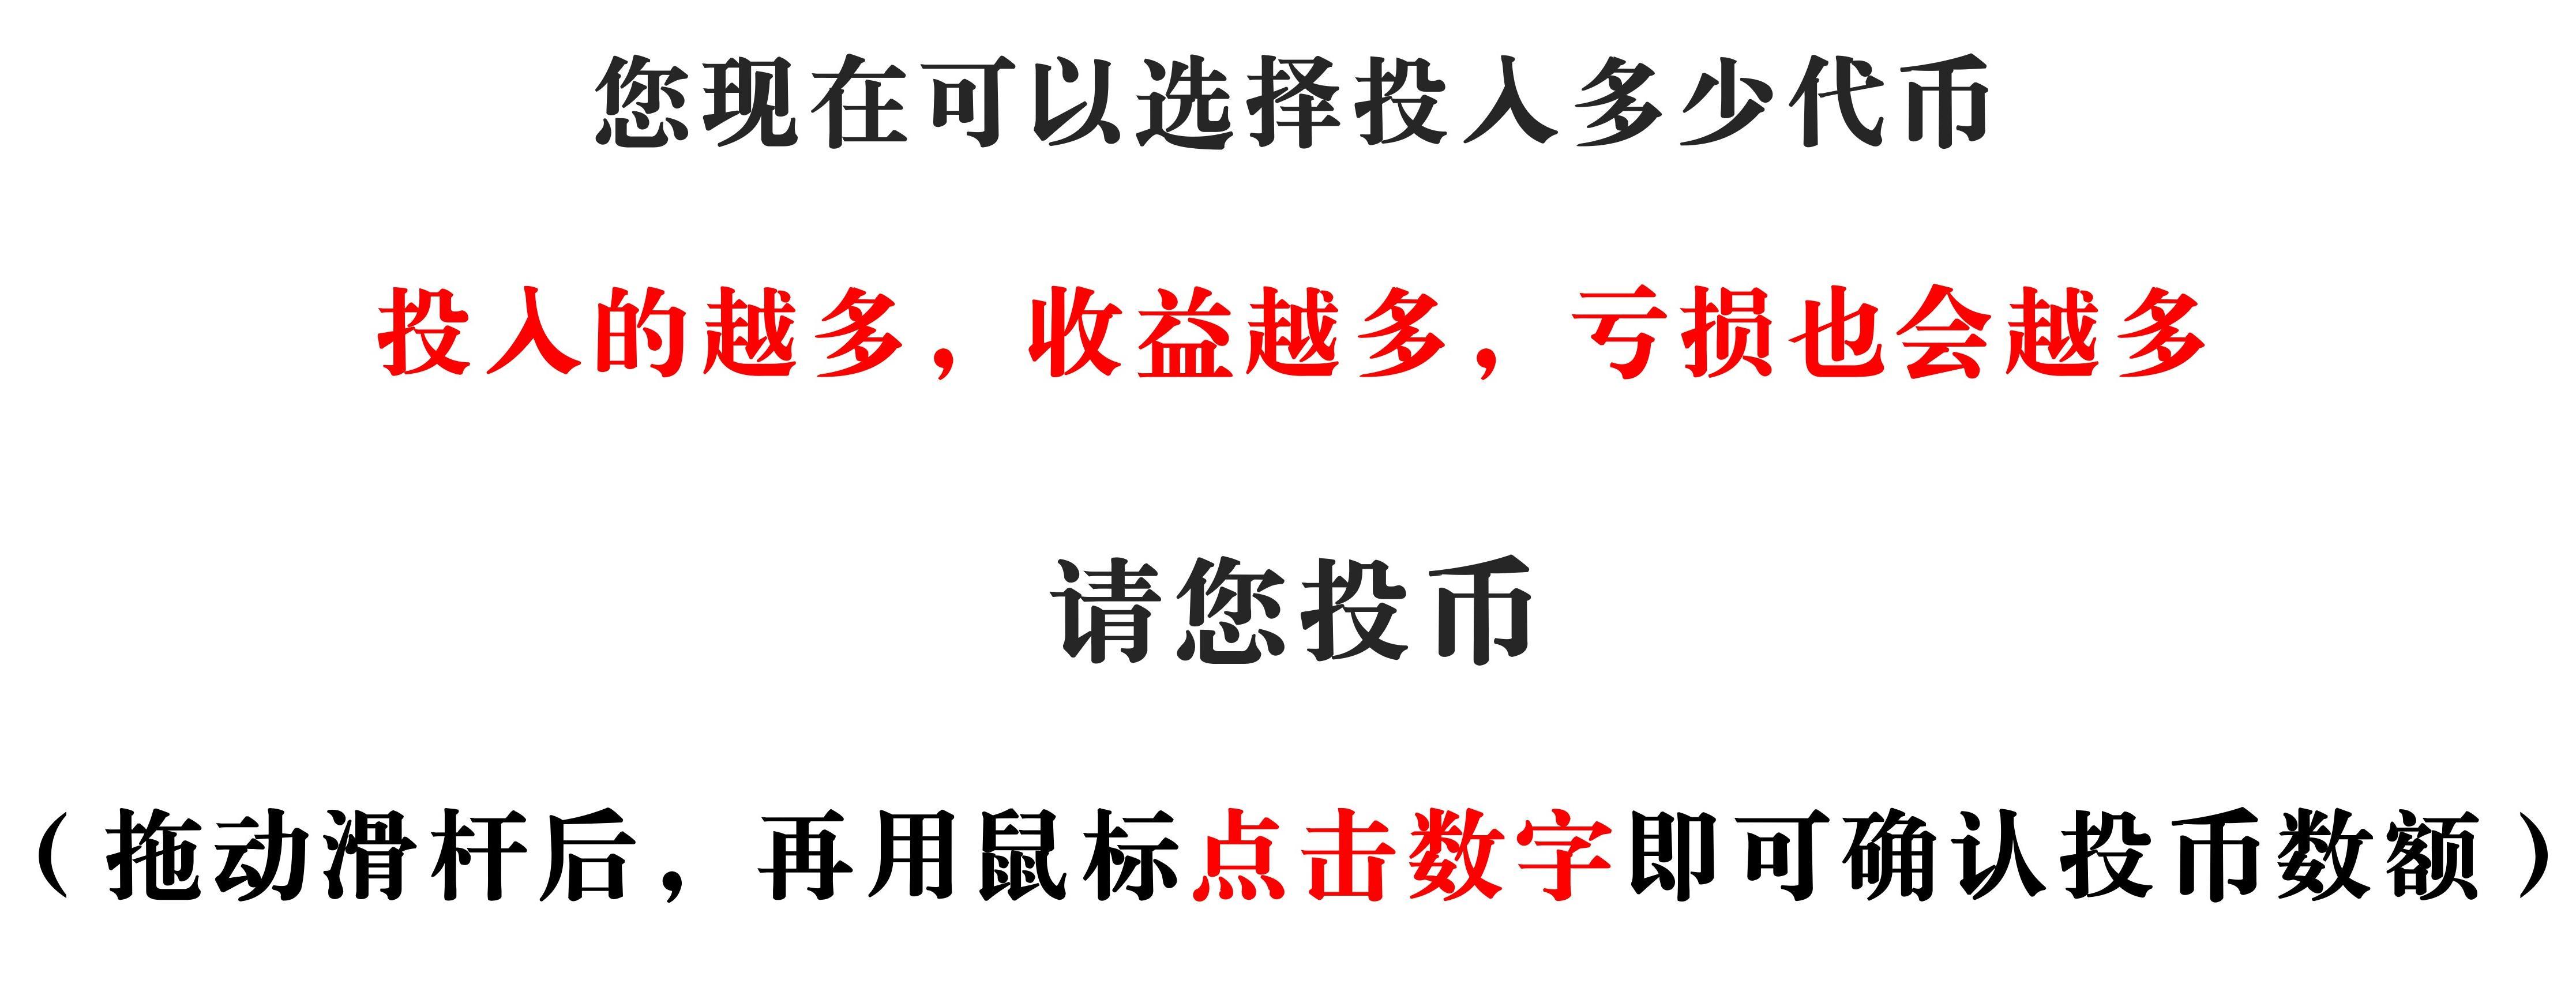 您现在可以选择投入多少代币
投入的越多，收益越多，亏损也会越多
请您投币
（拖动滑杆后，再用鼠标点击数字即可确认投币数额）